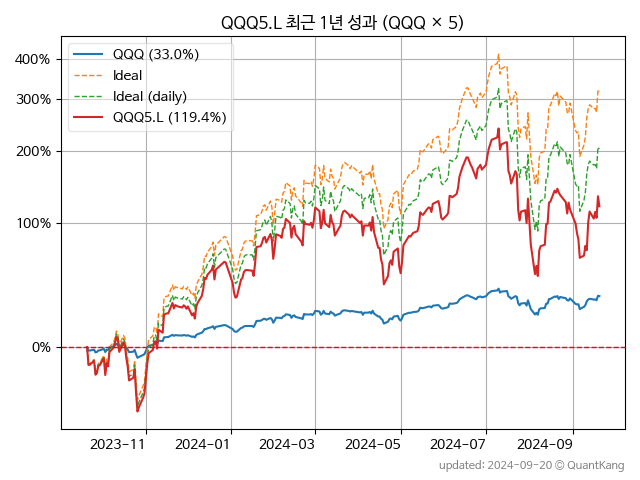 QQQ5.L 최근 1년 성과 (QQQ × 5)
QQQ (33.0%)
Ideal
Ideal (daily)
QQQ5.L (119.4%)
400%
300%
200%
100%
0%
2023-11
2024-01
2024-03
2024-05
2024-07
2024-09
updated: 2024-09-20 © QuantKang